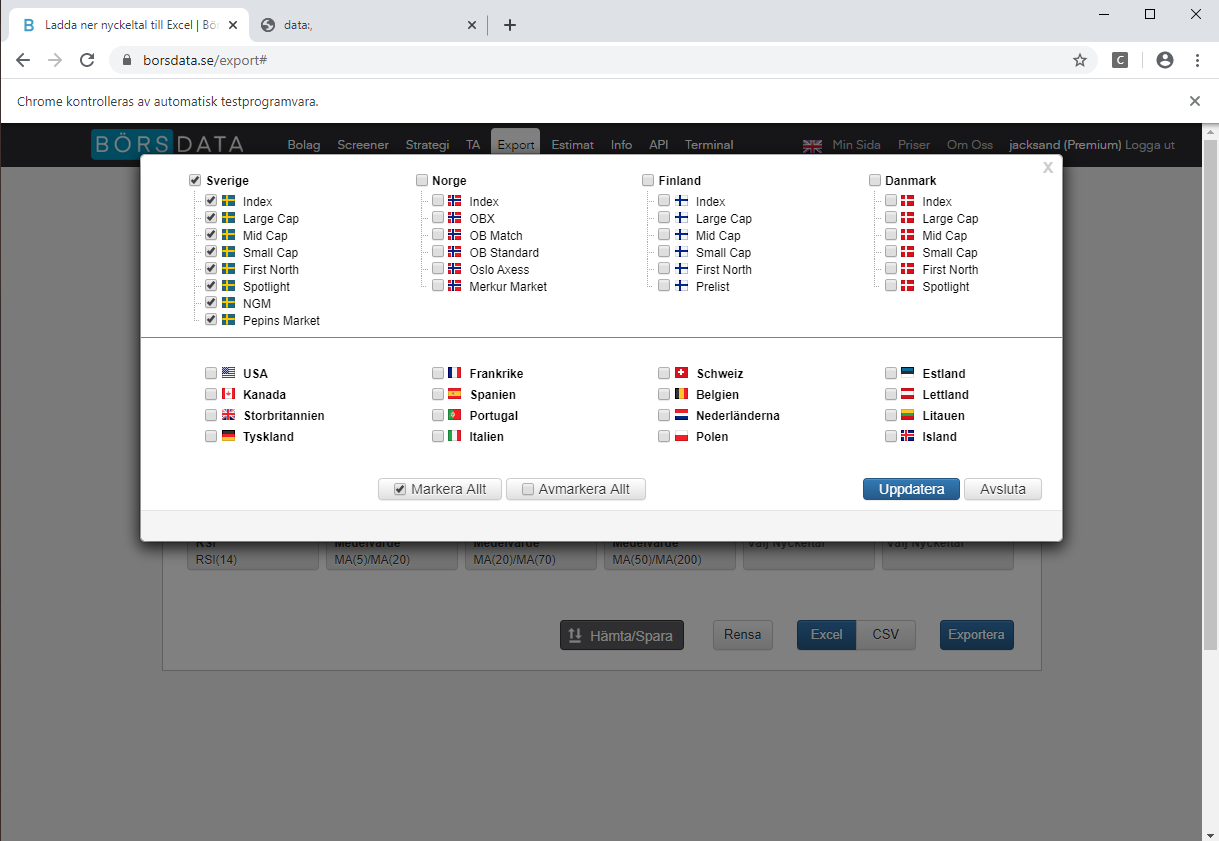 Ladda ner nyckeltal till Excel | Bör
data:,
borsdata.se/export#
Chrome kontrolleras av automatisk testprogramvara.
BÖRSDATA
Bolag Screener Strategi TA Export Estimat Info API Terminal Min Sida Priser Om Oss jacksand (Premium) Logga ut
X
Sverige
Index
Large Cap
Mid Cap
Small Cap
First North
Spotlight
NGM
Pepins Market
Norge
Index
OBX
OB Match
OB Standard
Oslo Axess
Merkur Market
Finland
Index
Large Cap
Mid Cap
Small Cap
First North
Prelist
Danmark
Index
Large Cap
Mid Cap
Small Cap
First North
Spotlight
USA
Kanada
Storbritannien
Tyskland
Frankrike
Spanien
Portugal
Italien
Schweiz
Belgien
Nederländerna
Polen
Estland
Lettland
Litauen
Island
Markera Allt Avmarkera Allt Uppdatera Avsluta
RSI Medelvärde Medelvärde Medelvärde Välj Nyckeltal Välj Nyckeltal
RSI(14) MA(5)/MA(20) MA(20)/MA(70) MA(50)/MA(200)
Hämta/Spara Rensa Excel CSV Exportera